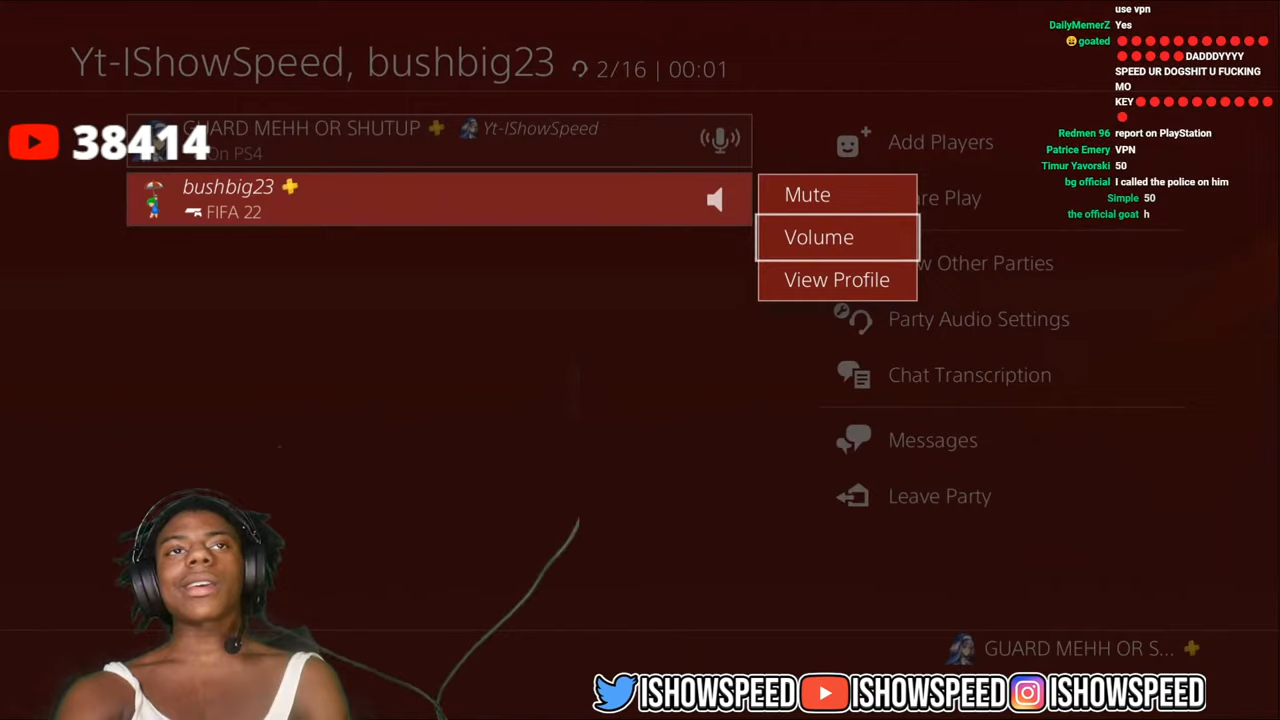 Yt-IShowSpeed, bushbig23 2/16 | 00:01
38414
GUARD MEHH OR SHUTUP Yt-IShowSpeed
On PS4
bushbig23
FIFA 22
Mute
Volume
View Profile
Add Players
are Play
w Other Parties
Party Audio Settings
Chat Transcription
Messages
Leave Party
GUARD MEHH OR S...
use vpn
DailyMemerZ Yes
goated
DADDDYYYY
SPEED UR DOGSHIT U FUCKING
MO
KEY
Redmen 96 report on PlayStation
Patrice Emery VPN
Timur Yavorski 50
bg official I called the police on him
Simple 50
the official goat h
ISHOWSPEED ISHOWSPEED ISHOWSPEED